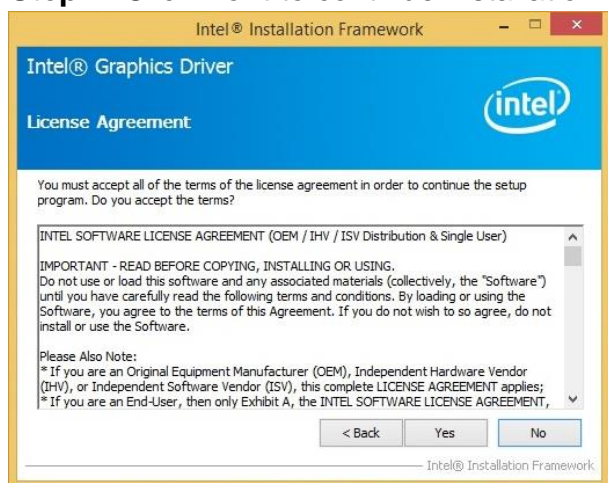 Intel® Installation Framework
Intel® Graphics Driver
intel
License Agreement
You must accept all of the terms of the license agreement in order to continue the setup
program. Do you accept the terms?
INTEL SOFTWARE LICENSE AGREEMENT (OEM / IHV / ISV Distribution & Single User)
IMPORTANT - READ BEFORE COPYING, INSTALLING OR USING.
Do not use or load this software and any associated materials (collectively, the "Software")
until you have carefully read the following terms and conditions. By loading or using the
Software, you agree to the terms of this Agreement. If you do not wish to so agree, do not
install or use the Software.
Please Also Note:
* If you are an Original Equipment Manufacturer (OEM), Independent Hardware Vendor
(IHV), or Independent Software Vendor (ISV), this complete LICENSE AGREEMENT applies;
* If you are an End-User, then only Exhibit A, the INTEL SOFTWARE LICENSE AGREEMENT,
< Back Yes No
Intel® Installation Framework